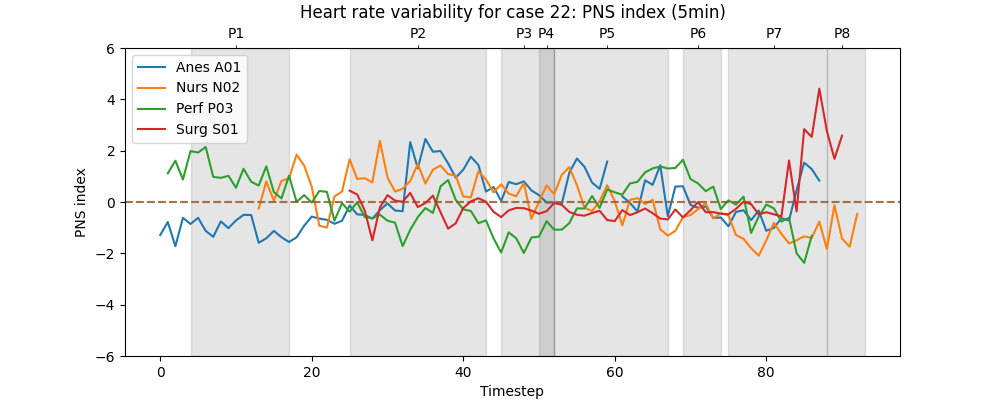 Heart rate variability for case 22: PNS index (5min)
P1 P2 P3 P4 P5 P6 P7 P8
6
4
2
0
−2
−4
−6
PNS index
Anes A01
Nurs N02
Perf P03
Surg S01
0 20 40 60 80
Timestep